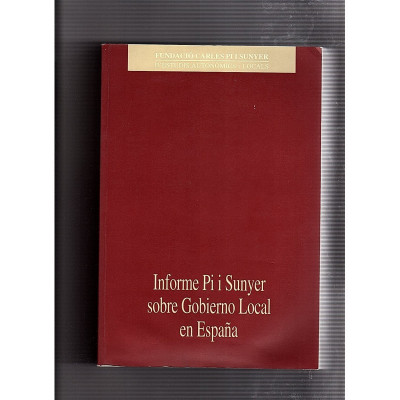 FUNDACIÓ CARLES PI I SUNYER
Informe Pi i Sunyer
sobre Gobierno Local
en España